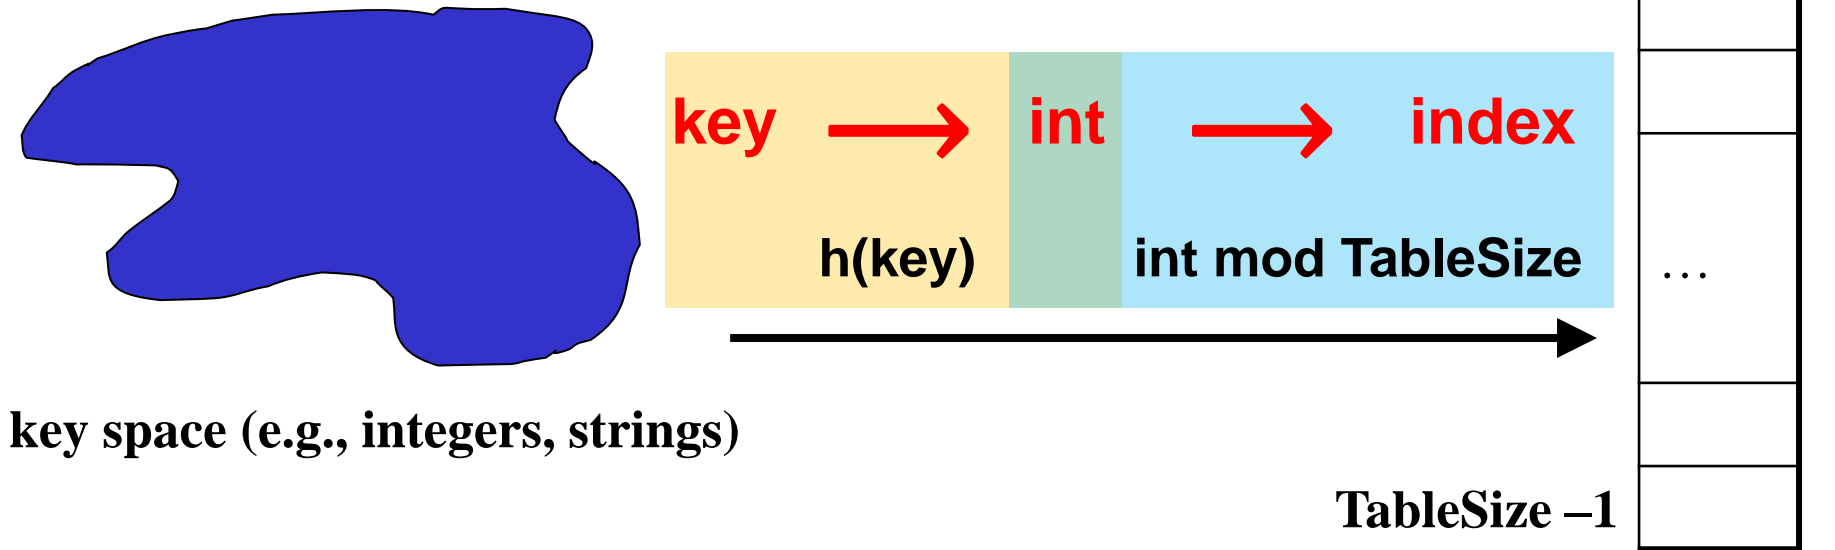 key → int → index
h(key) int mod TableSize
…
key space (e.g., integers, strings)
TableSize –1